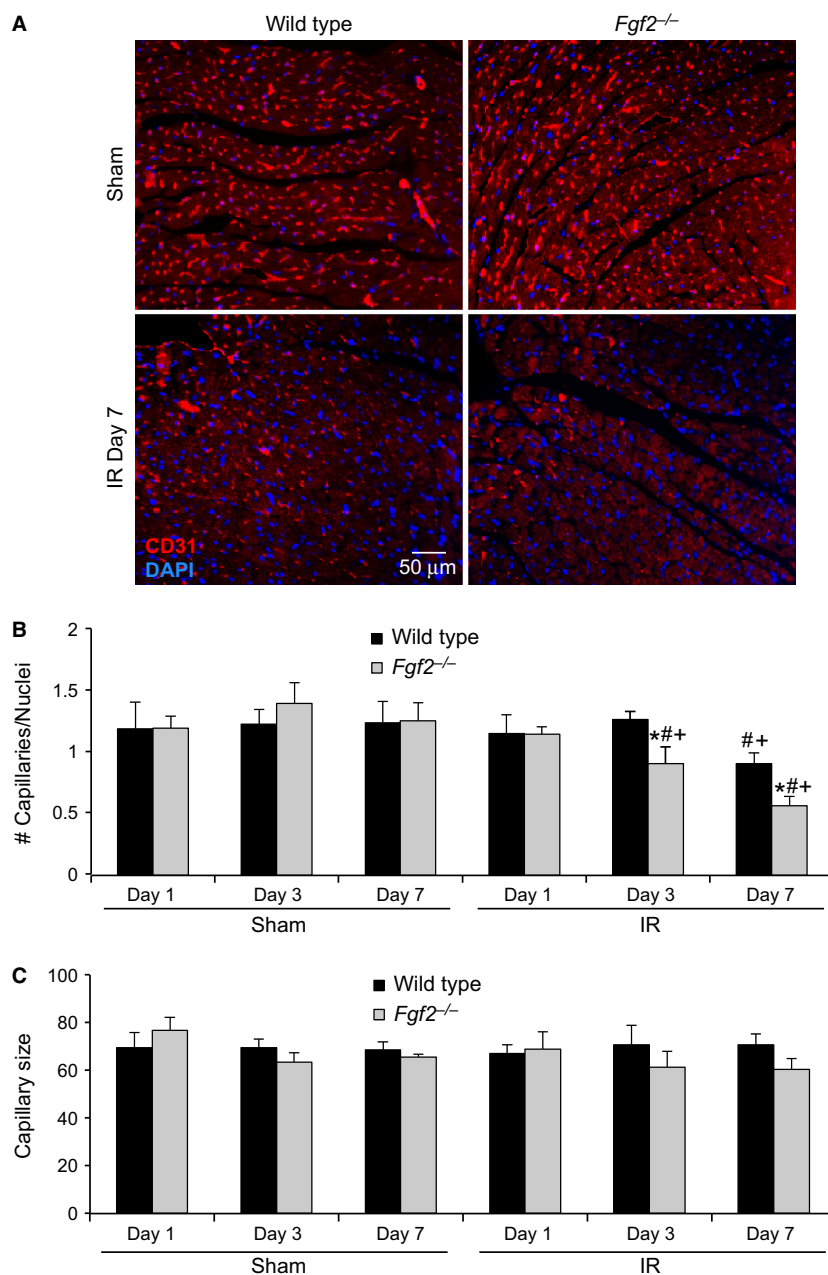 A
Wild type
Fgf2–/–
Sham
IR Day 7
CD31
DAPI
50 μm
B
# Capillaries/Nuclei
2
1.5
1
0.5
0
Wild type
Fgf2–/–
*#+
#+
*#+
Day 1 Day 3 Day 7 Day 1 Day 3 Day 7
Sham IR
C
Capillary size
100
80
60
40
20
0
Wild type
Fgf2–/–
Day 1 Day 3 Day 7 Day 1 Day 3 Day 7
Sham IR